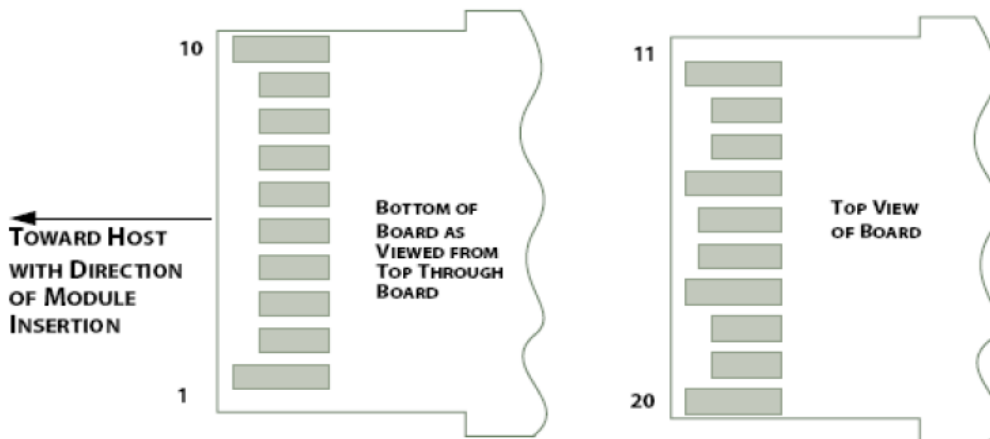 10
1
TOWARD HOST
WITH DIRECTION
OF MODULE
INSERTION
BOTTOM OF
BOARD AS
VIEWED FROM
TOP THROUGH
BOARD
11
20
TOP VIEW
OF BOARD